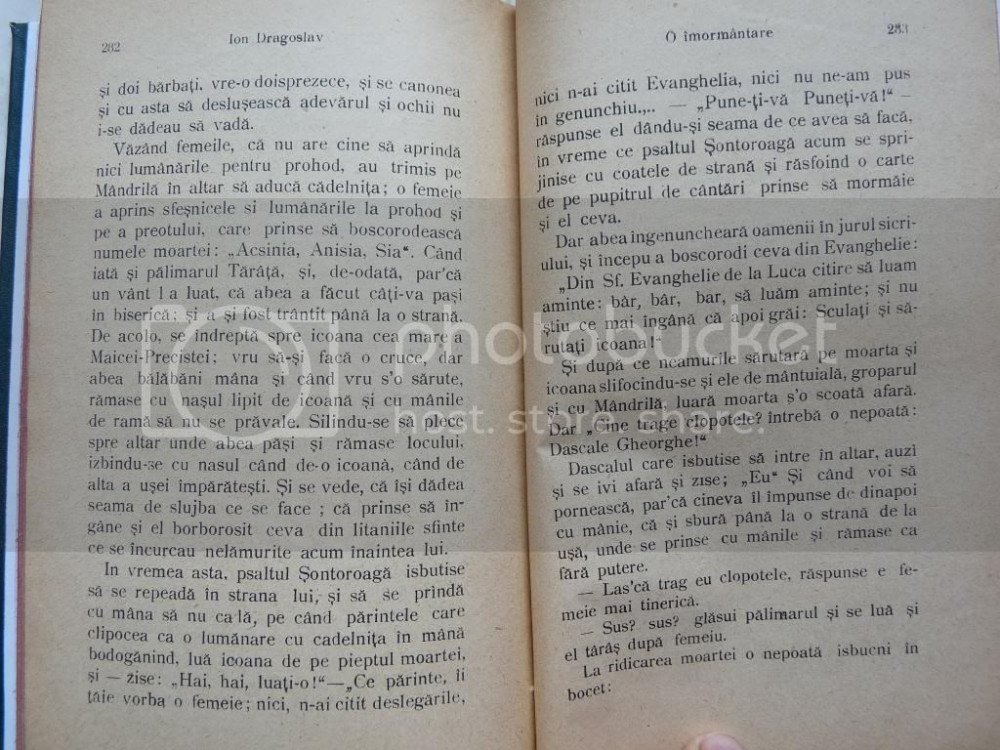 282
Ion Dragoslav
și doi bărbați, vre-o doisprezece, și se canonea
și cu asta să deslușească adevărul și ochii nu
i-se dădeau să vadă.
Văzând femeile, că nu are cine să aprindă
nici lumânările pentru prohod, au trimis pe
Mândrilă în altar să aducă cădelnița; o femeie
a aprins sfeșnicele si lumânările la prohod și
pe a preotului, care prinse să boscorodească
numele moartei: „Acsinia, Anisia, Sia“. Când
iată și pălimarul Tărâță, și, de-odată, par'că
un vânt l a luat, că abea a făcut câți-va pași
în biserică; și a și fost trântit până la o strană.
De acolo, se îndreptă spre icoana cea mare a
Maicei-Precistei; vru să-și facă o cruce, dar
abea bălăbăni mâna și când vru s'o sărute,
rămase cu nasul lipit de icoană și cu mânile
de ramă să nu se prăvale. Silindu-se să plece
spre altar unde abea păși și rămase locului,
izbindu-se cu nasul când de-o icoană, când de
alta a ușei împărătești. Și se vede, că își dădea
seama de slujba ce se face ; că prinse să în-
gâne și el borborosit ceva din litaniile sfinte
ce se încurcau nelămurite acum înaintea lui.
In vremea asta, psaltul Șontoroagă isbutise
să se repeadă în strana lui, și să se prindă
cu mâna să nu ca'lă, pe când părintele care
clipocea ca o lumânare cu cadelnița în mână
bodogănind, luă icoana de pe pieptul moartei,
și — zise: „Hai, hai, luați-o!“—„Ce părinte, îi
taie vorba o femeie; nici, n-ai citit deslegările,
O îmormântare
283
nici n-ai citit Evanghelia, nici nu ne-am pus
în genunchiu.,.. — „Pune-ți-vă Puneți-vă!“ –
răspunse el dându-și seama de ce avea să facă,
în vreme ce psaltul Șontoroagă acum se spri-
jinise cu coatele de strană și răsfoind o carte
de pe pupitrul de cântări prinse să mormăie
și el ceva.
Dar abea îngenuncheară oamenii în jurul sicri-
ului, și începu a boscorodi ceva din Evanghelie:
„Din Sf. Evanghelie de la Luca citire să luam
aminte: bâr, bâr, bar, să luăm aminte; și nu
știu ce mai îngână că apoi grăi: Sculați și să-
rutați icoana!“
Și după ce neamurile sărutară pe moarta și
icoana slifocindu-se și ele de mântuială, groparul
și cu Mândrilă, luară moarta ș'o scoată afară.
Dar „Cine trage clopotele? întrebă o nepoată:
Dascale Gheorghe!“
Dascalul care isbutise să intre în altar, auzi
și se ivi afară și zise; „Eu“ Și când voi să
pornească, par'că cineva îl împunse de dinapoi
cu mânie, că și sbură până la o strană de la
ușă, unde se prinse cu mânile și rămase ca
fără putere.
— Las'că trag eu clopotele, răspunse e fe-
meie mai tinerică.
— Sus? sus? glăsui pălimarul și se luă și
el târâș după femeiu.
La ridicarea moartei o nepoată isbucni în
bocet:
photobucket
host. store. share.